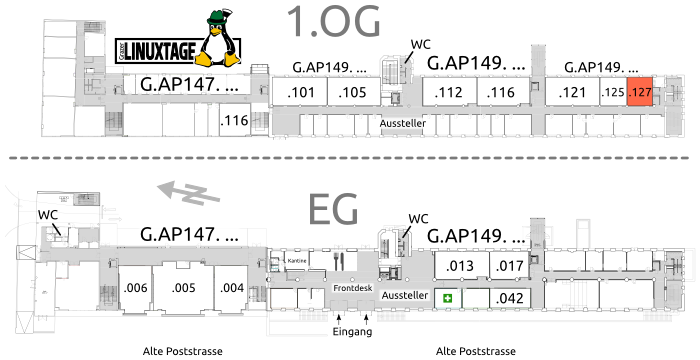 1.OG
Grazer
LINUXTAGE
WC
G.AP147. ...
G.AP149. ...
G.AP149. ...
G.AP149. ...
.101
.105
.112
.116
.121
.125
.127
.116
Aussteller
EG
WC
G.AP147. ...
WC
G.AP149. ...
Kantine
.013
.017
.006
.005
.004
Frontdesk
Aussteller
.042
Eingang
Alte Poststrasse
Alte Poststrasse